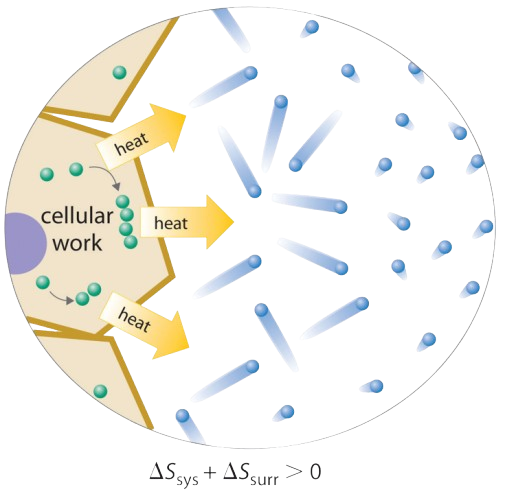 heat
cellular
work
heat
heat
ΔSsys + ΔSsurr > 0